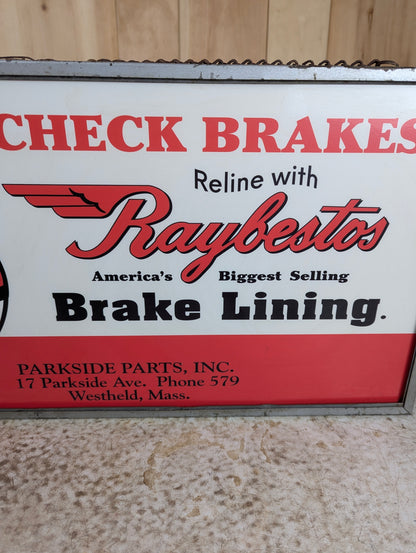 CHECK BRAKES
Reline with
Raybestos
America's Biggest Selling
Brake Lining.
PARKSIDE PARTS, INC.
17 Parkside Ave. Phone 579
Westheld, Mass.